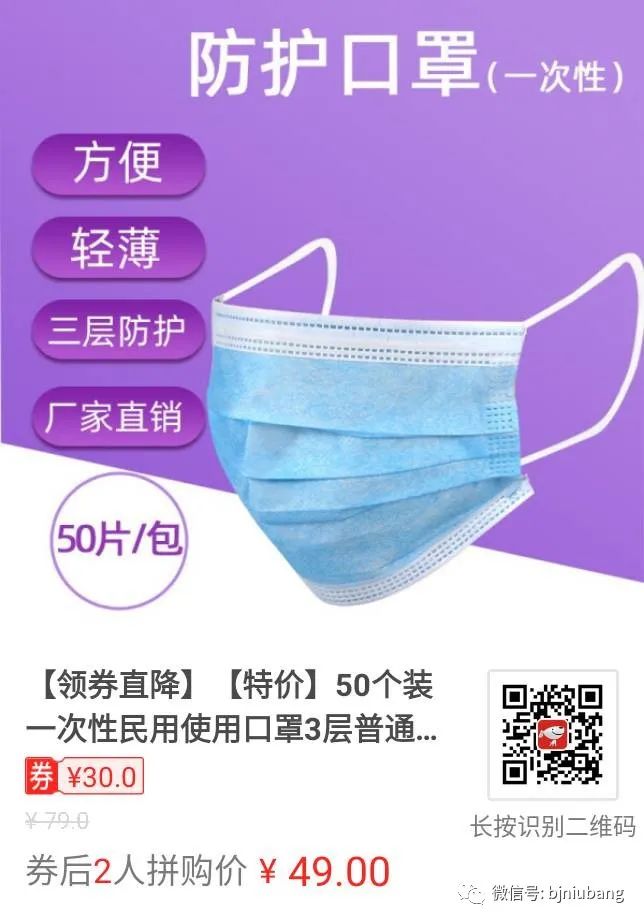 防护口罩(一次性)
方便
轻薄
三层防护
厂家直销
50片/包
【领券直降】【特价】50个装
一次性民用使用口罩3层普通...
券 ¥30.0
¥79.0
长按识别二维码
券后2人拼购价 ¥ 49.00
微信号: bjniubang